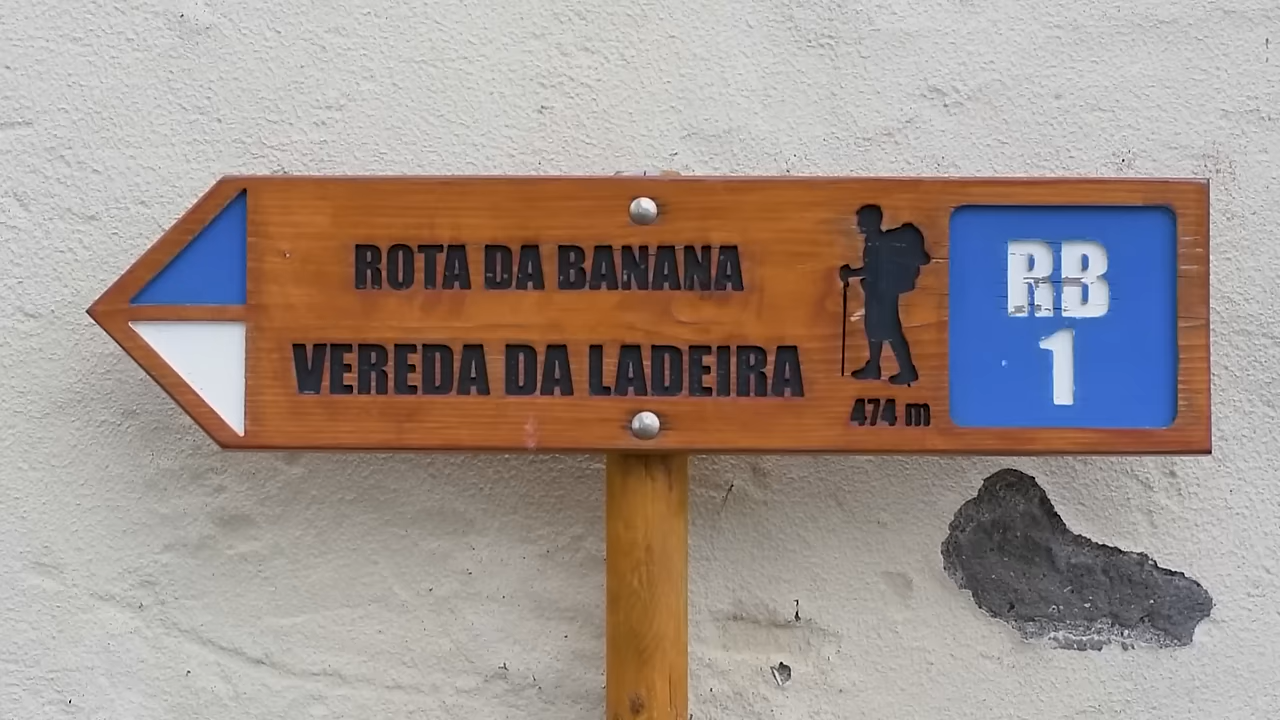 ROTA DA BANANA
VEREDA DA LADEIRA
474 m
RB
1